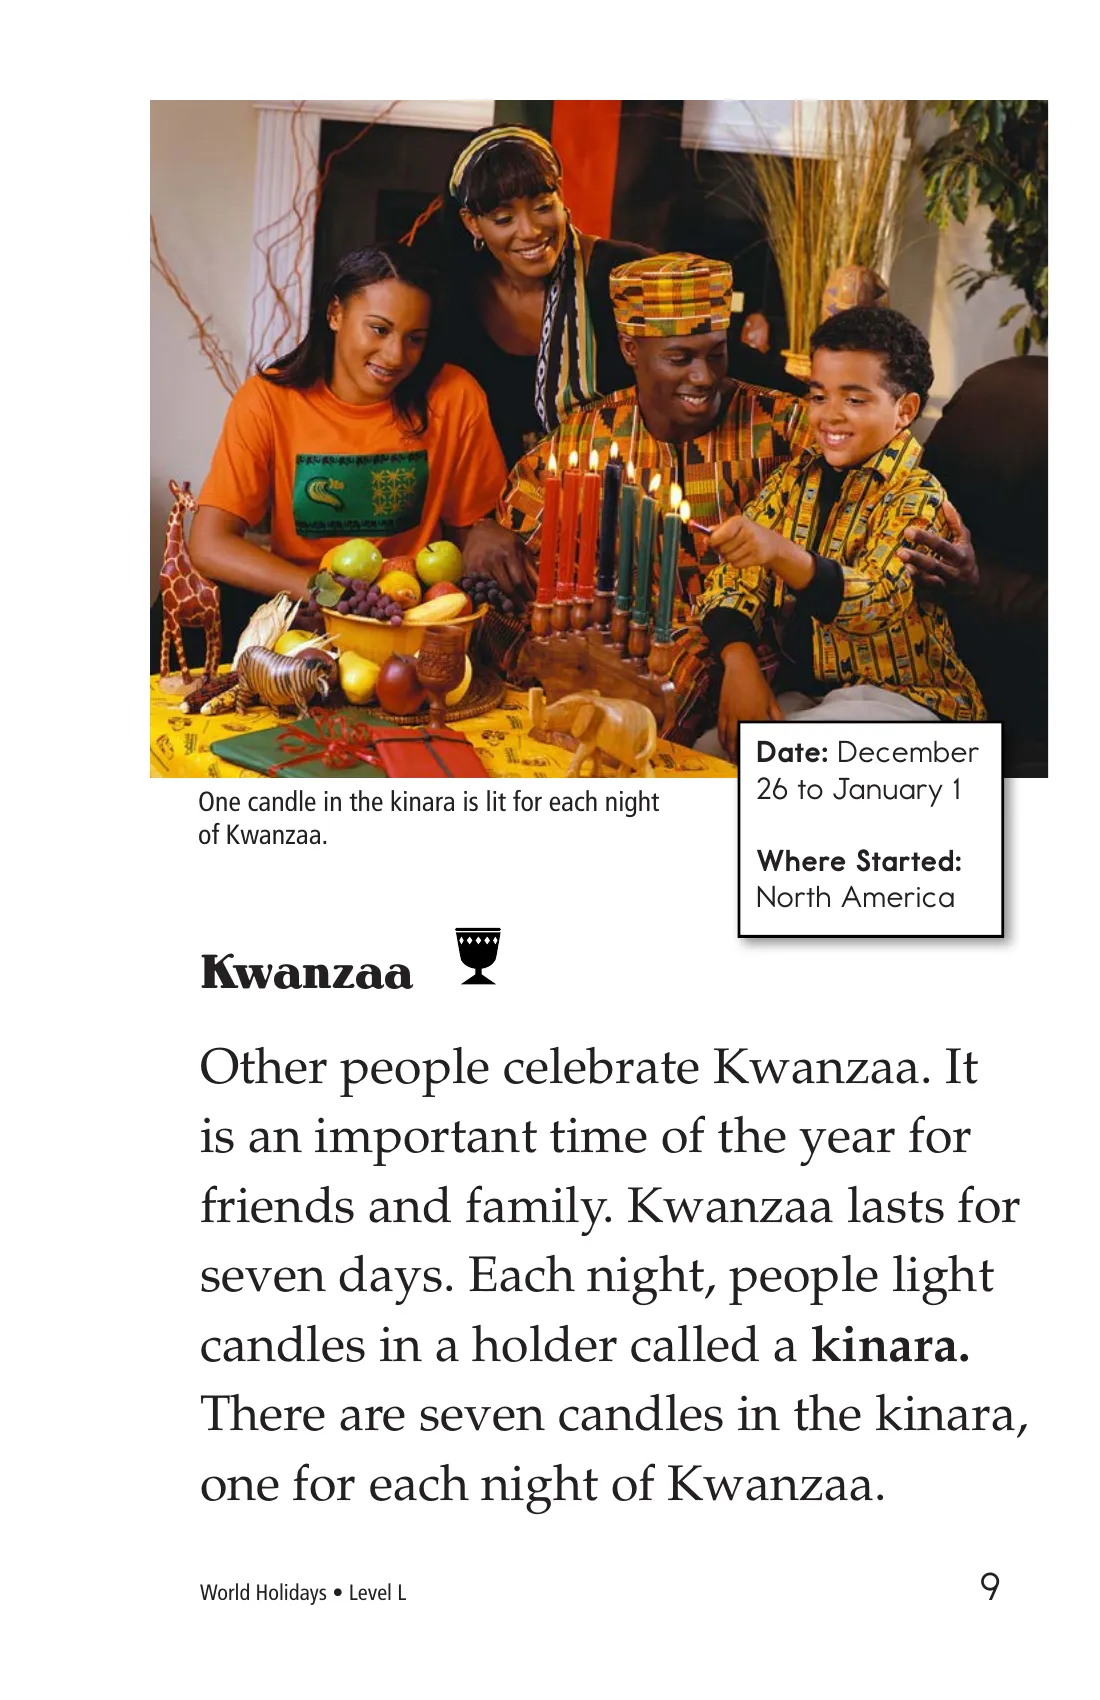 One candle in the kinara is lit for each night
of Kwanzaa.
Date: December
26 to January 1
Where Started:
North America
Kwanzaa
Other people celebrate Kwanzaa. It
is an important time of the year for
friends and family. Kwanzaa lasts for
seven days. Each night, people light
candles in a holder called a kinara.
There are seven candles in the kinara,
one for each night of Kwanzaa.
World Holidays • Level L
9